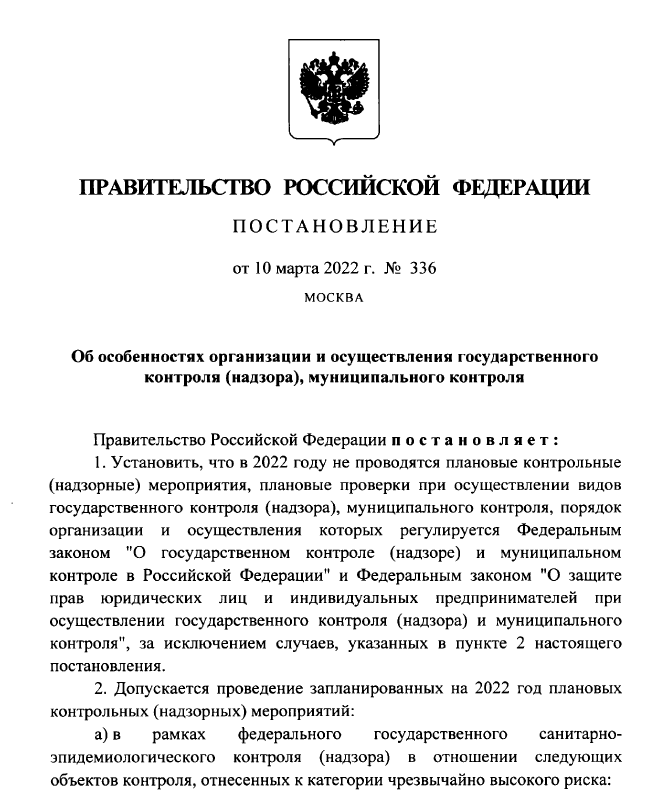 ПРАВИТЕЛЬСТВО РОССИЙСКОЙ ФЕДЕРАЦИИ
ПОСТАНОВЛЕНИЕ
от 10 марта 2022 г. № 336
МОСКВА
Об особенностях организации и осуществления государственного
контроля (надзора), муниципального контроля
Правительство Российской Федерации постановляет:
1. Установить, что в 2022 году не проводятся плановые контрольные
(надзорные) мероприятия, плановые проверки при осуществлении видов
государственного контроля (надзора), муниципального контроля, порядок
организации и осуществления которых регулируется Федеральным
законом "О государственном контроле (надзоре) и муниципальном
контроле в Российской Федерации" и Федеральным законом "О защите
прав юридических лиц и индивидуальных предпринимателей при
осуществлении государственного контроля (надзора) и муниципального
контроля", за исключением случаев, указанных в пункте 2 настоящего
постановления.
2. Допускается проведение запланированных на 2022 год плановых
контрольных (надзорных) мероприятий:
а) в рамках федерального государственного санитарно-
эпидемиологического контроля (надзора) в отношении следующих
объектов контроля, отнесенных к категории чрезвычайно высокого риска: